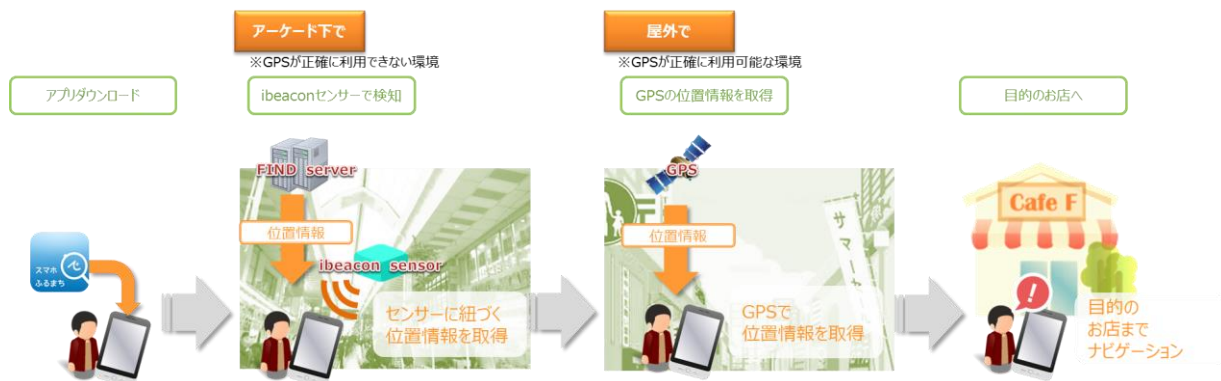 アーケード下で
※GPSが正確に利用できない環境
屋外で
※GPSが正確に利用可能な環境
アプリダウンロード
ibeaconセンサーで検知
GPSの位置情報を取得
目的のお店へ
スマホ
ふるまち
FIND server
位置情報
ibeacon sensor
センサーに紐づく
位置情報を取得
GPS
位置情報
サマー
GPSで
位置情報を取得
Cafe F
!
目的の
お店まで
ナビゲーション